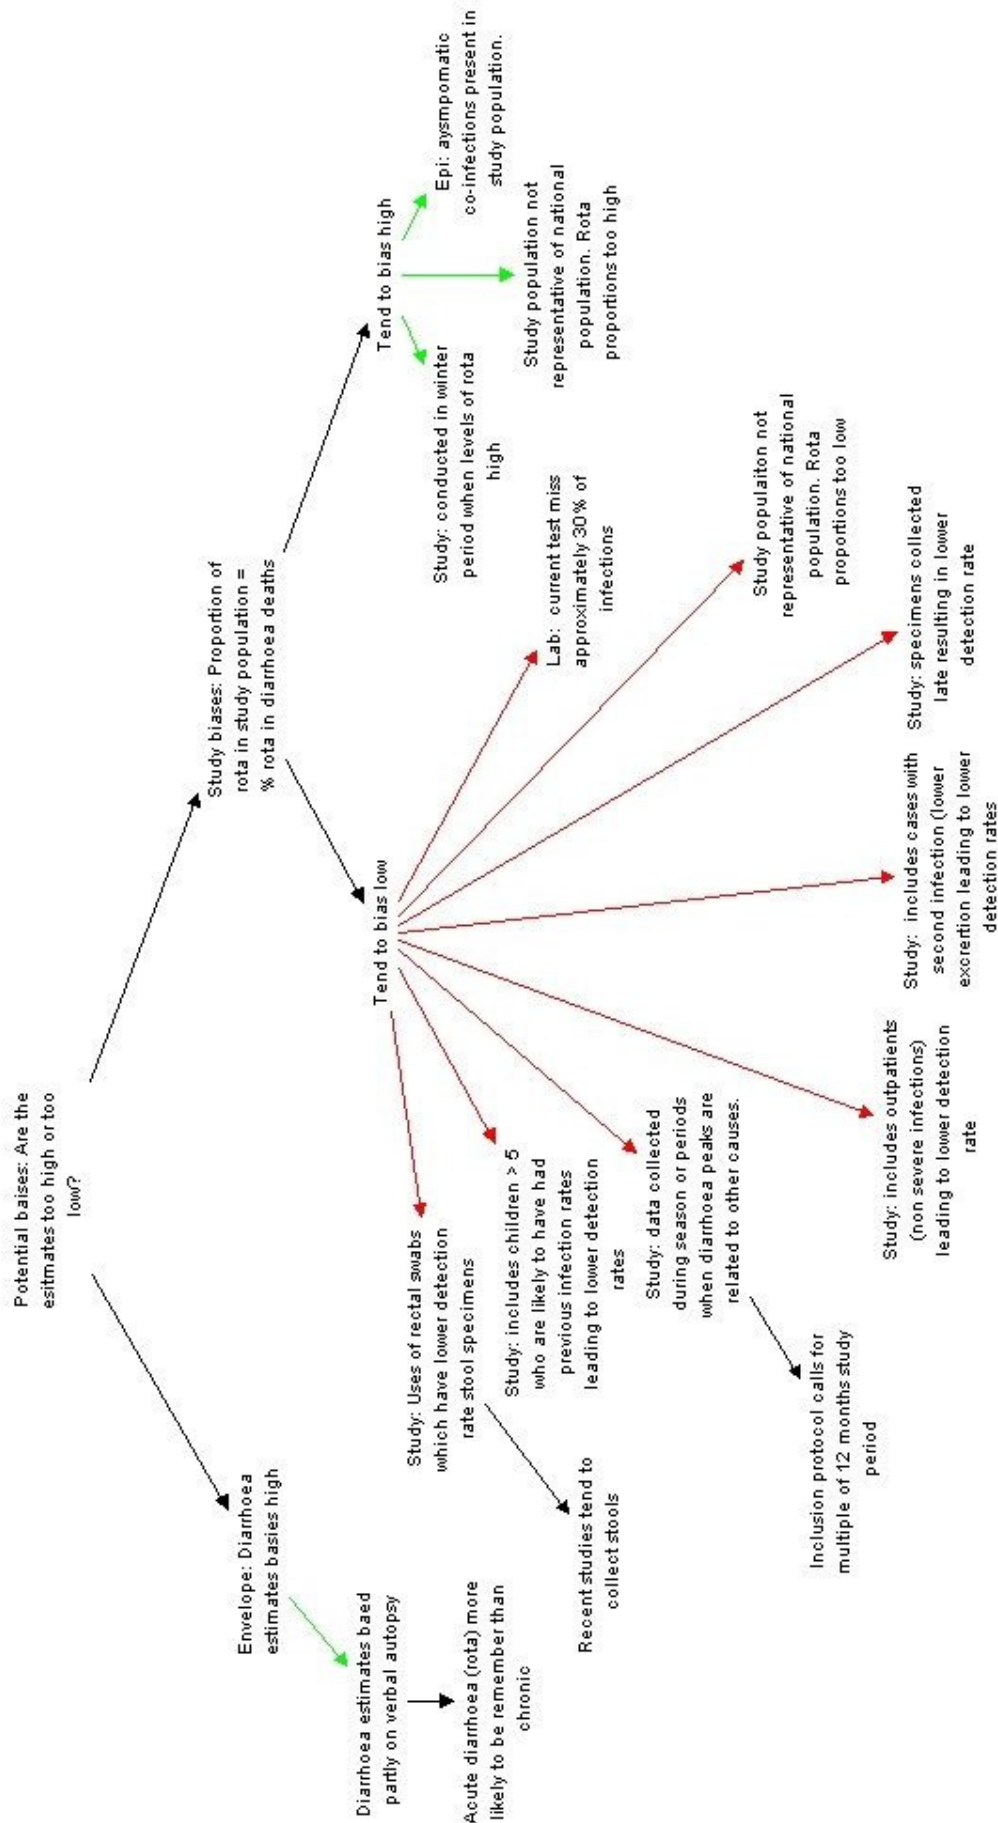 Potential baises: Are the
esitmates too high or too
low?
Envelope: Diarrhoea
estimates basies high
Study biases: Proportion of
rota in study population =
% rota in diarrhoea deaths
Diarrhoea estimates baed
partly on verbal autopsy
Acute diarrhoea (rota) more
likely to be remember than
chronic
Tend to bias low
Tend to bias high
Study: Uses of rectal swabs
which have lower detection
rate stool specimens
Recent studies tend to
collect stools
Study: includes children > 5
who are likely to have had
previous infection rates
leading to lower detection
rates
Study: data collected
during season or periods
when diarrhoea peaks are
related to other causes.
Inclusion protocol calls for
multiple of 12 months study
period
Study: includes outpatients
(non severe infections)
leading to lower detection
rate
Study: includes cases with
second infection (lower
excrertion leading to lower
detection rates
Study: specimens collected
late resulting in lower
detection rate
Study populaiton not
representative of national
population. Rota
proportions too low
Lab: current test miss
approximately 30% of
infections
Study: conducted in winter
period when levels of rota
high
Study population not
representative of national
population. Rota
proportions too high
Epi: aysmpomatic
co-infections present in
study population.